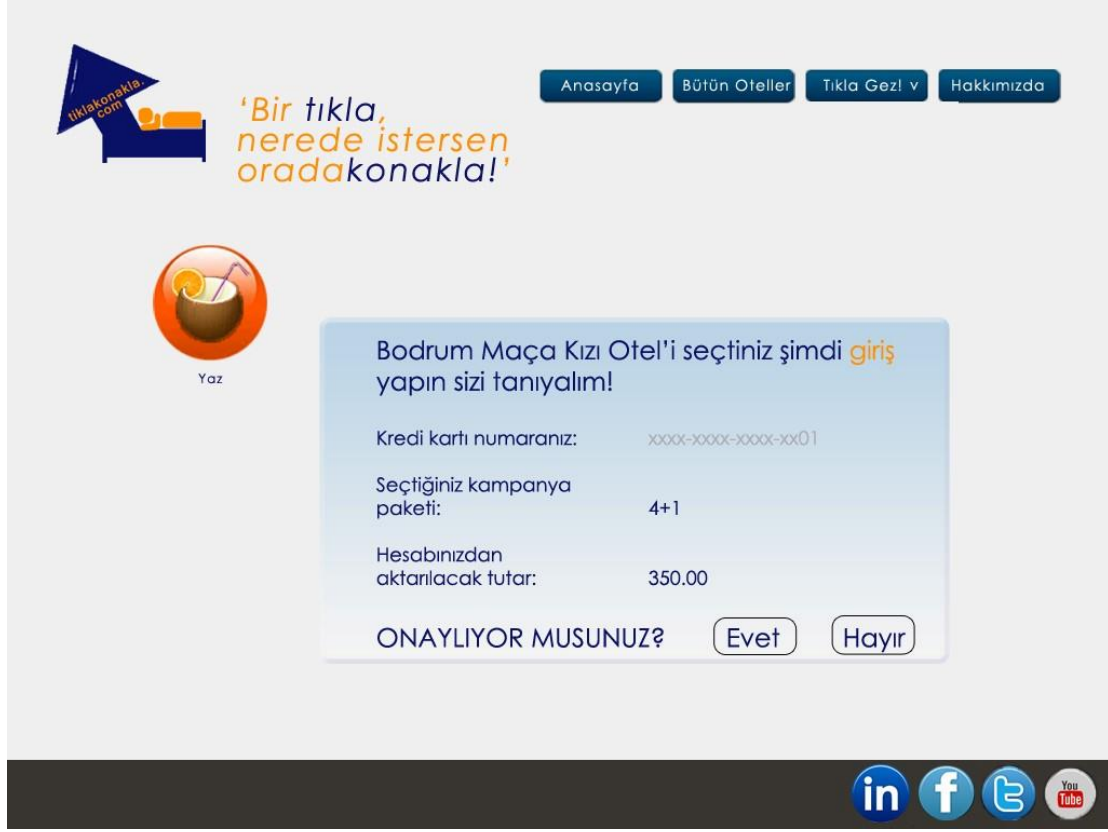 tiklakonakla.
com
'Bir tıkla,
nerede istersen
oradakonakla!'
Anasayfa
Bütün Oteller
Tıkla Gez! v
Hakkımızda
Yaz
Bodrum Maça Kızı Otel'i seçtiniz şimdi giriş
yapın sizi tanıyalım!
Kredi kartı numaranız: xxxx-xxxx-xxxx-xx01
Seçtiğiniz kampanya
paketi: 4+1
Hesabınızdan
aktarılacak tutar: 350.00
ONAYLIYOR MUSUNUZ? Evet Hayır
in f t You
Tube